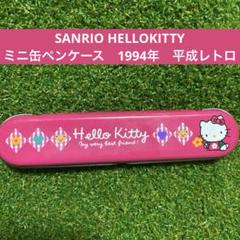 SANRIO HELLOKITTY
ミニ缶ペンケース　1994年　平成レトロ
Hello Kitty
my very best friend!